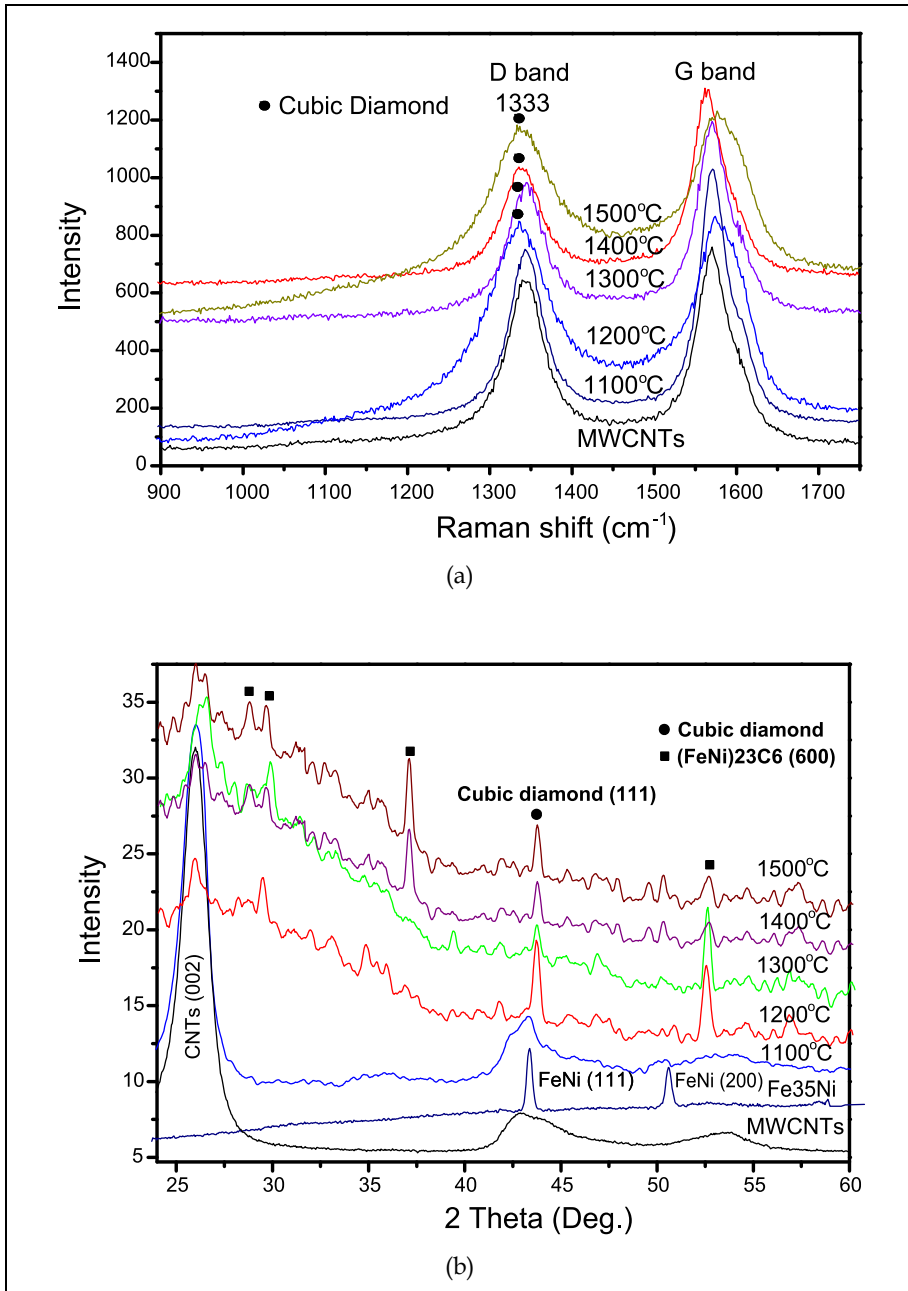 1400
1200
1000
800
600
400
200
0
Intensity
D band
G band
1333
● Cubic Diamond
1500°C
1400°C
1300°C
1200°C
1100°C
MWCNTs
900 1000 1100 1200 1300 1400 1500 1600 1700
Raman shift (cm⁻¹)
(a)
35
30
25
20
15
10
5
Intensity
● Cubic diamond
■ (FeNi)23C6 (600)
Cubic diamond (111)
1500°C
1400°C
1300°C
1200°C
1100°C
CNTs (002)
FeNi (111)
FeNi (200)
Fe35Ni
MWCNTs
25 30 35 40 45 50 55 60
2 Theta (Deg.)
(b)